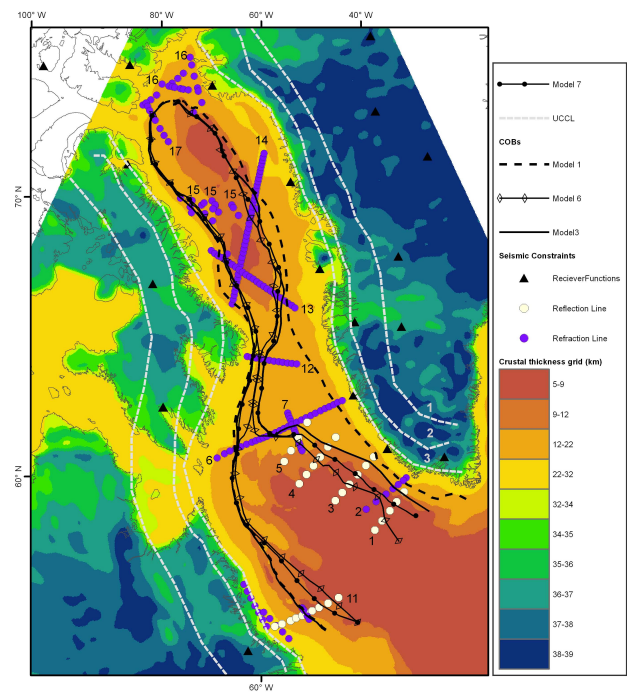 100° W
80° W
60° W
40° W
16
16
14
17
70° N
15
15
15
13
12
1
2
3
7
6
5
4
3
2
1
60° N
11
60° W
Model 7
UCCL
COBs
Model 1
Model 6
Model3
Seismic Constraints
RecieverFunctions
Reflection Line
Refraction Line
Crustal thickness grid (km)
5-9
9-12
12-22
22-32
32-34
34-35
35-36
36-37
37-38
38-39